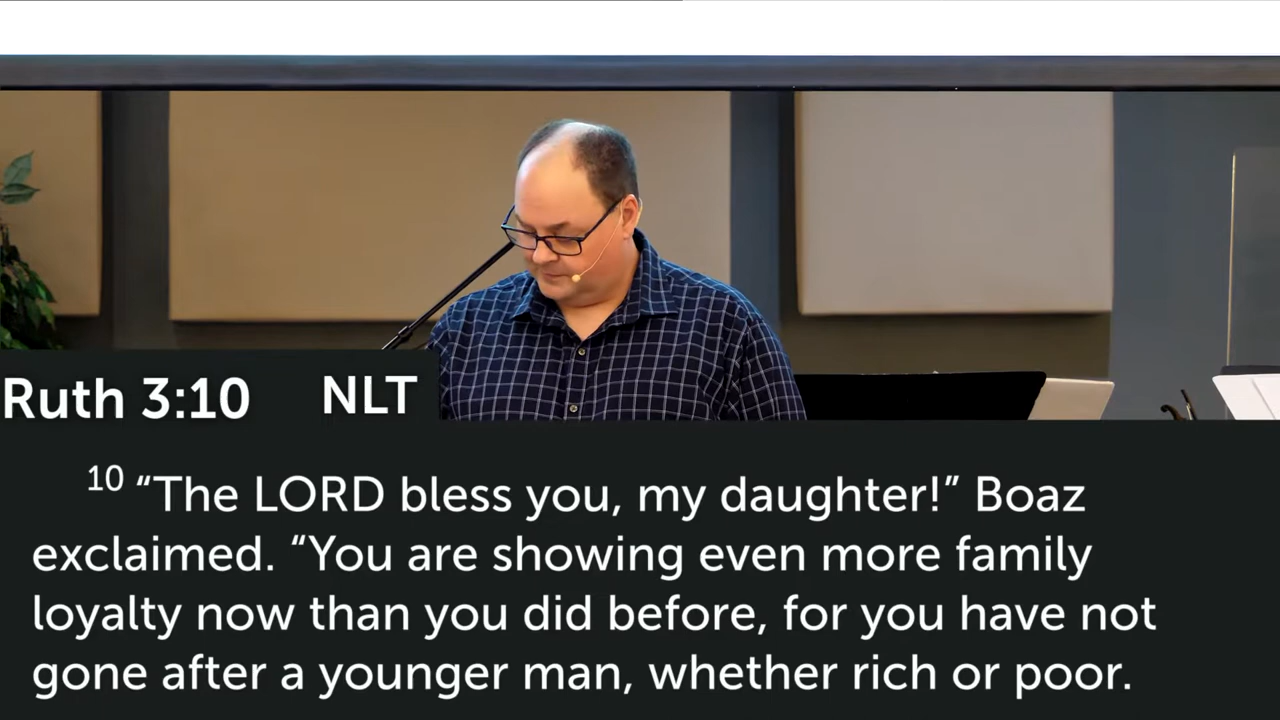 Ruth 3:10 NLT
10 “The LORD bless you, my daughter!” Boaz
exclaimed. “You are showing even more family
loyalty now than you did before, for you have not
gone after a younger man, whether rich or poor.